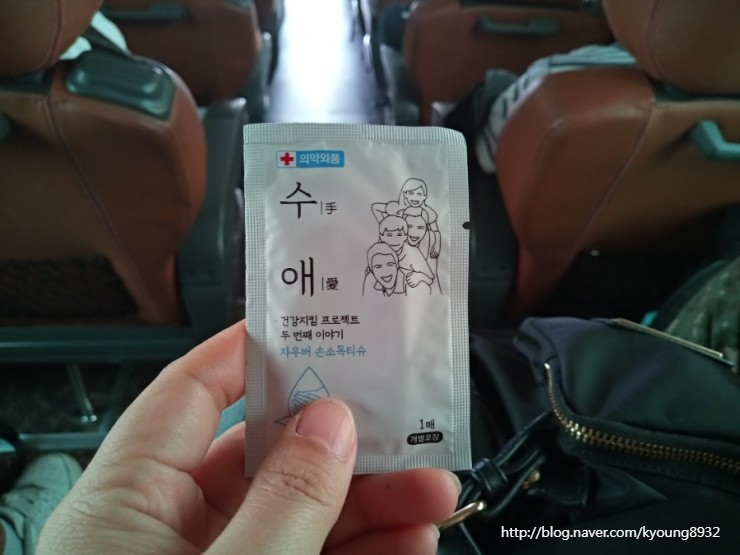 의약외품
수|手
애|愛
건강지킴 프로젝트
두 번째 이야기
자우버 손소독티슈
1매
개별포장
http://blog.naver.com/kyoung8932